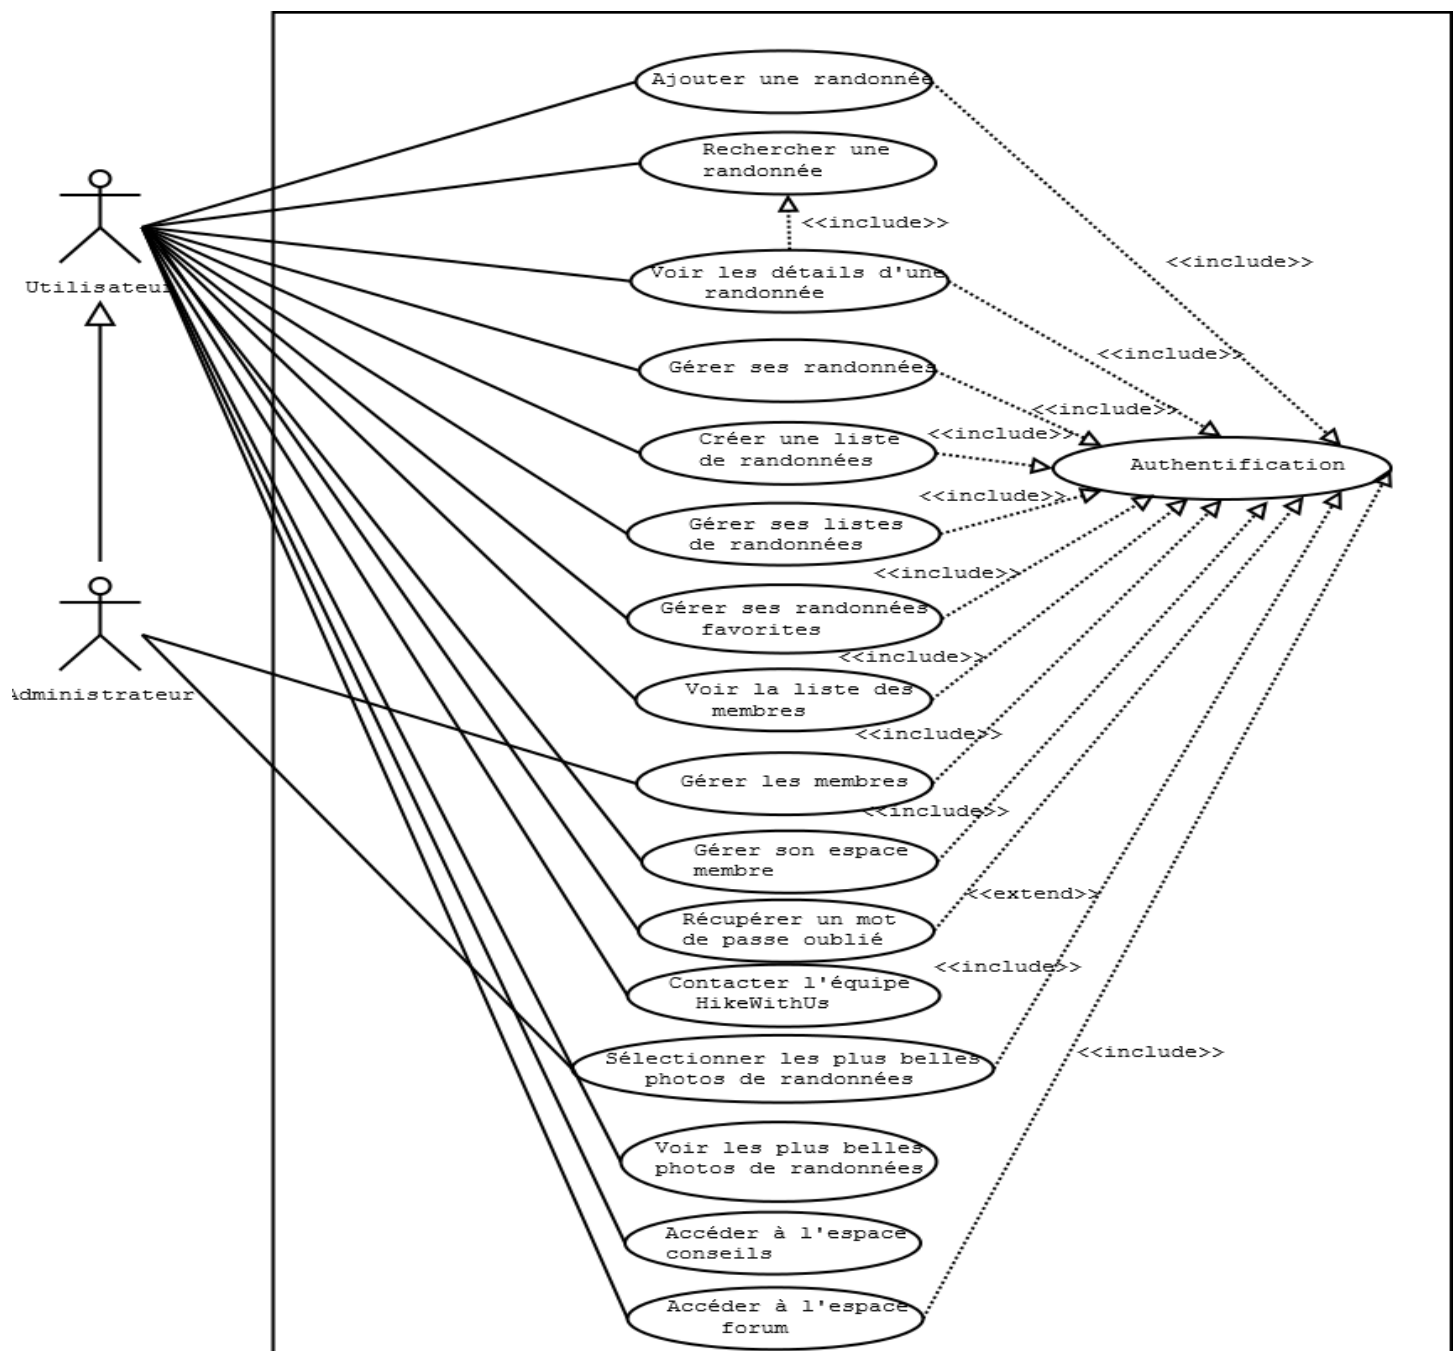 Ajouter une randonnée
Rechercher une
randonnée
<<include>>
<<include>>
Voir les détails d'une
randonnée
Utilisateur
<<include>>
Gérer ses randonnées
<<include>>
<<include>>
Créer une liste
de randonnées
Authentification
<<include>>
Gérer ses listes
de randonnées
<<include>>
Gérer ses randonnées
favorites
<<include>>
Administrateur
Voir la liste des
membres
<<include>>
Gérer les membres
<<include>>
Gérer son espace
membre
<<extend>>
Récupérer un mot
de passe oublié
<<include>>
Contacter l'équipe
HikeWithUs
<<include>>
Sélectionner les plus belles
photos de randonnées
Voir les plus belles
photos de randonnées
Accéder à l'espace
conseils
Accéder à l'espace
forum